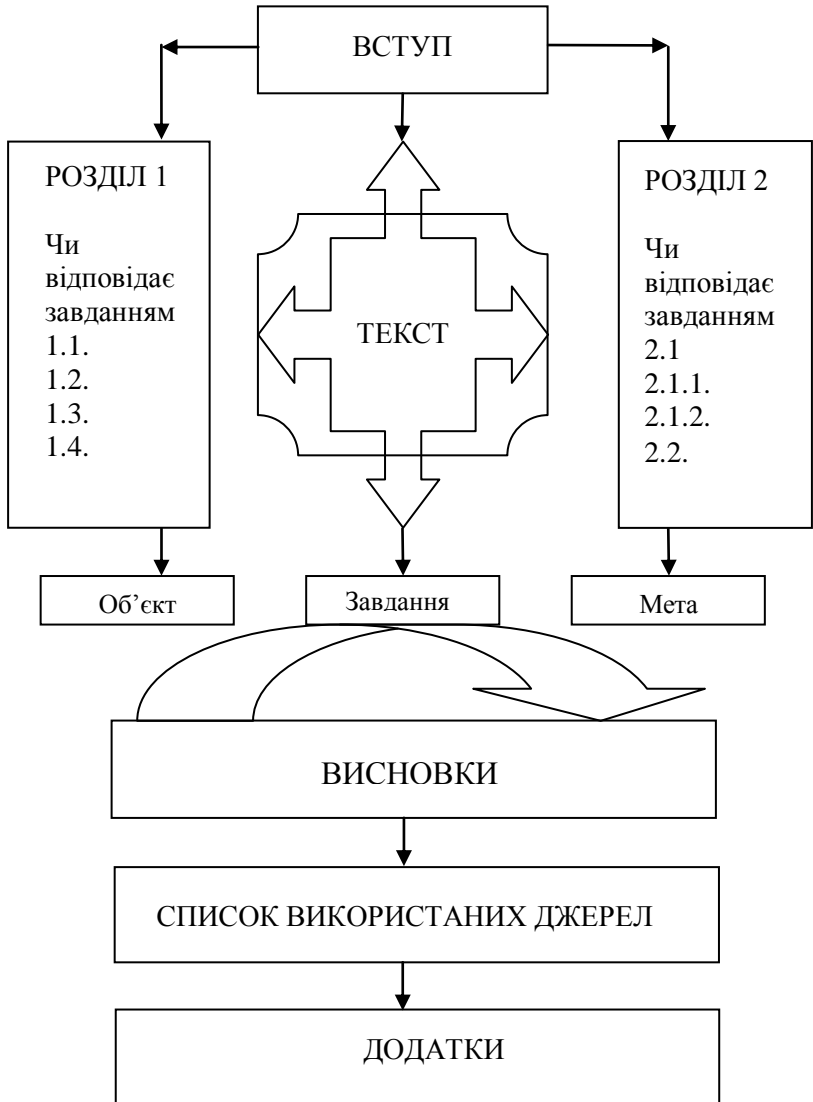 ВСТУП
РОЗДІЛ 1
Чи
відповідає
завданням
1.1.
1.2.
1.3.
1.4.
ТЕКСТ
РОЗДІЛ 2
Чи
відповідає
завданням
2.1
2.1.1.
2.1.2.
2.2.
Об’єкт
Завдання
Мета
ВИСНОВКИ
СПИСОК ВИКОРИСТАНИХ ДЖЕРЕЛ
ДОДАТКИ